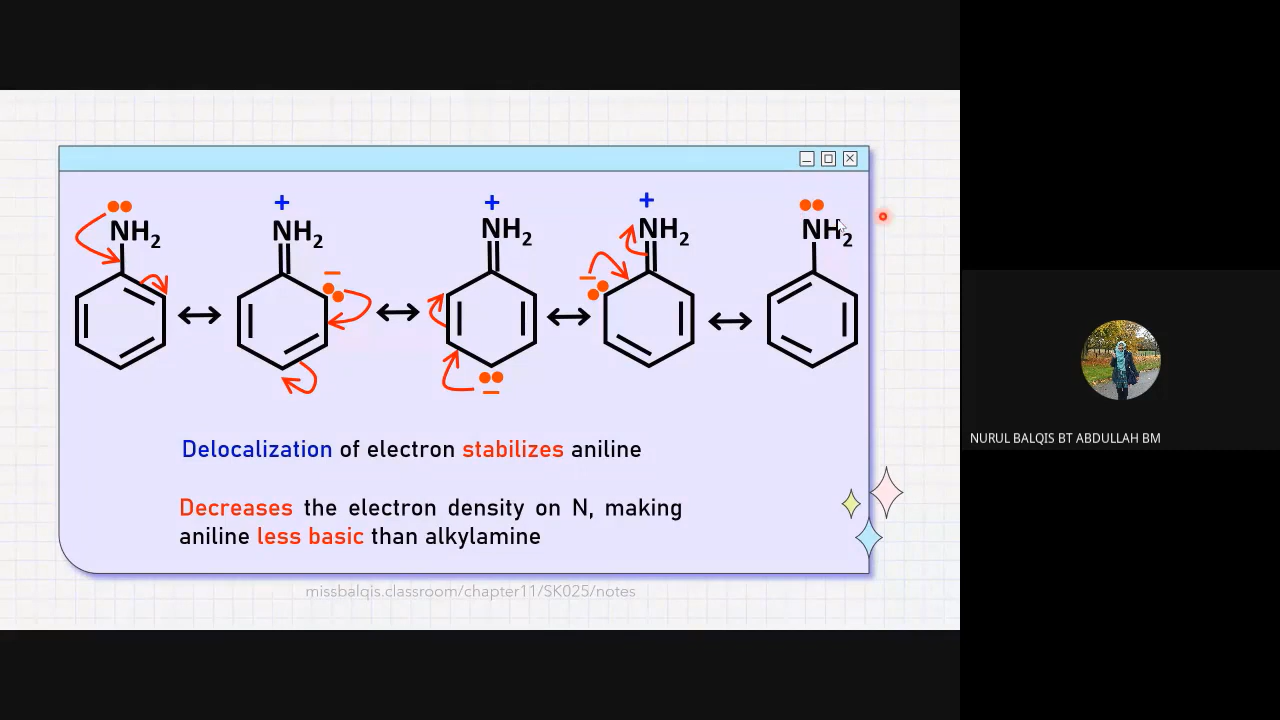 + + +
NH2 NH2 NH2 NH2 NH2
Delocalization of electron stabilizes aniline
Decreases the electron density on N, making
aniline less basic than alkylamine
missbalqis.classroom/chapter11/SK025/notes
NURUL BALQIS BT ABDULLAH BM